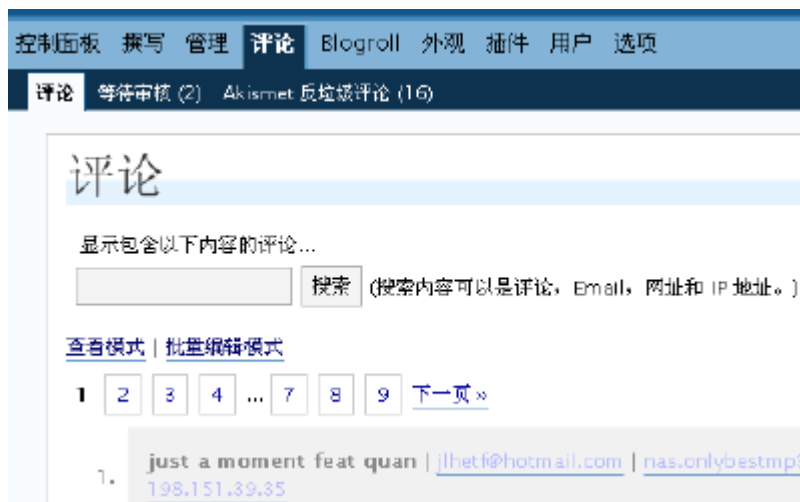 控制面板 撰写 管理 评论 Blogroll 外观 插件 用户 选项
评论 等待审核 (2) Akismet 反垃圾评论 (16)
评论
显示包含以下内容的评论...
搜索 (搜索内容可以是评论，Email，网址和 IP 地址。)
查看模式 | 批量编辑模式
1 2 3 4 ... 7 8 9 下一页 »
1. just a moment feat quan | jlhetf@hotmail.com | nas.onlybestmp3
198.151.39.35